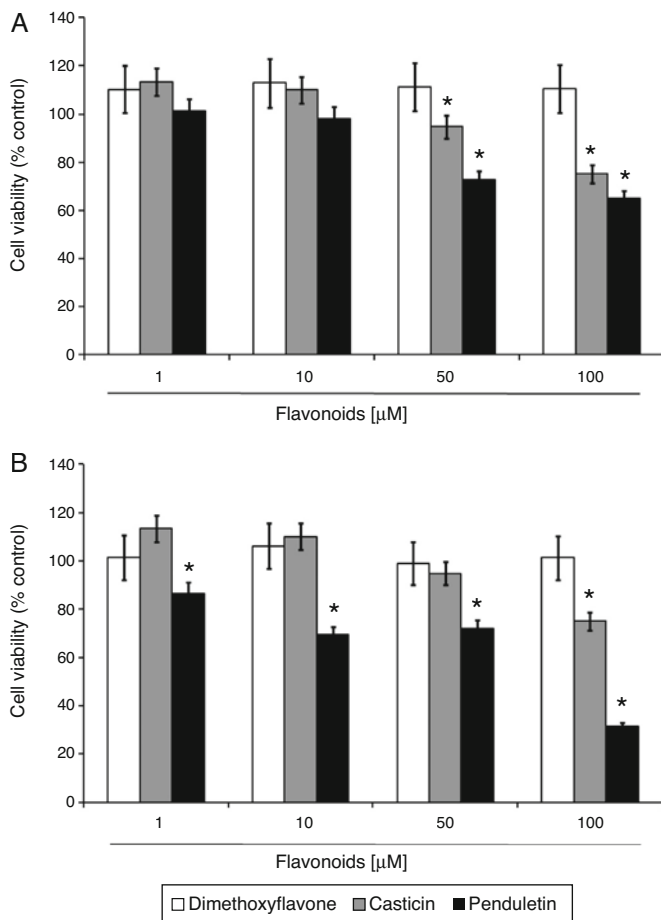 A
Cell viability (% control)
140
120
100
80
60
40
20
0
* * * *
1 10 50 100
Flavonoids [µM]
B
Cell viability (% control)
140
120
100
80
60
40
20
0
* * * * *
1 10 50 100
Flavonoids [µM]
Dimethoxyflavone Casticin Penduletin